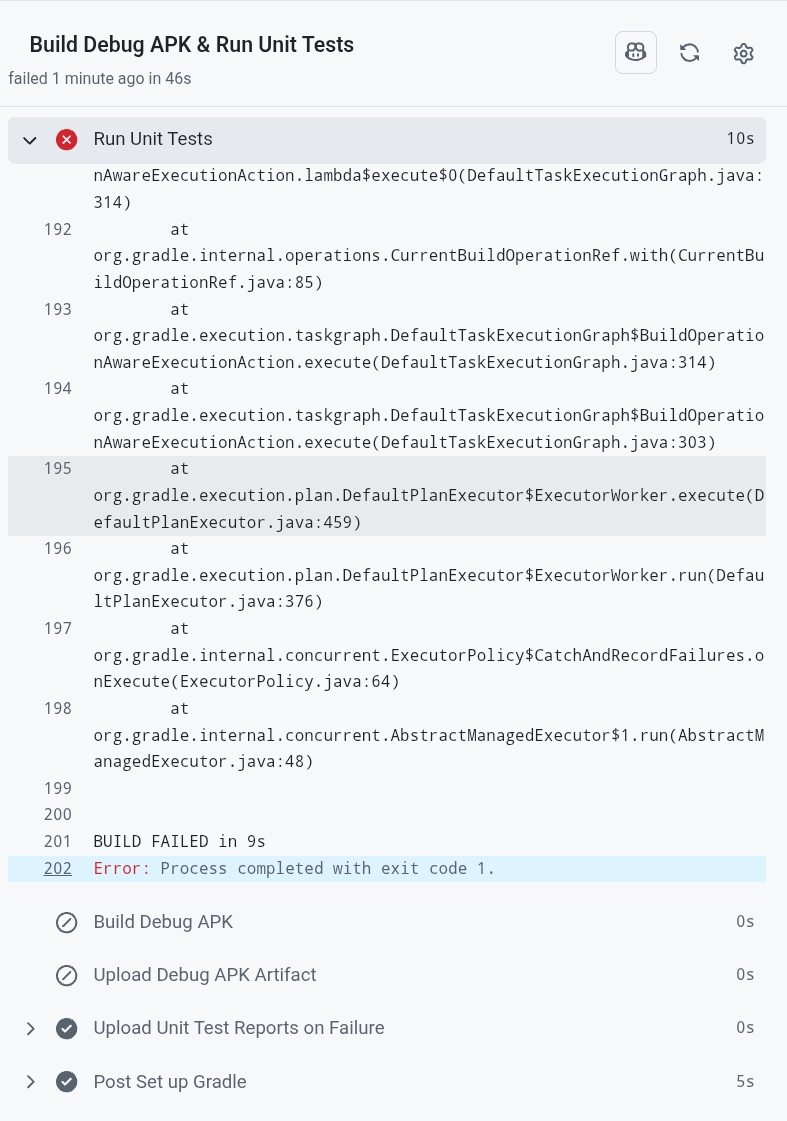 Build Debug APK & Run Unit Tests
failed 1 minute ago in 46s
Run Unit Tests 10s
nAwareExecutionAction.lambda$execute$0(DefaultTaskExecutionGraph.java:
314)
192 at
org.gradle.internal.operations.CurrentBuildOperationRef.with(CurrentBu
ildOperationRef.java:85)
193 at
org.gradle.execution.taskgraph.DefaultTaskExecutionGraph$BuildOperatio
nAwareExecutionAction.execute(DefaultTaskExecutionGraph.java:314)
194 at
org.gradle.execution.taskgraph.DefaultTaskExecutionGraph$BuildOperatio
nAwareExecutionAction.execute(DefaultTaskExecutionGraph.java:303)
195 at
org.gradle.execution.plan.DefaultPlanExecutor$ExecutorWorker.execute(D
efaultPlanExecutor.java:459)
196 at
org.gradle.execution.plan.DefaultPlanExecutor$ExecutorWorker.run(Defau
ltPlanExecutor.java:376)
197 at
org.gradle.internal.concurrent.ExecutorPolicy$CatchAndRecordFailures.o
nExecute(ExecutorPolicy.java:64)
198 at
org.gradle.internal.concurrent.AbstractManagedExecutor$1.run(AbstractM
anagedExecutor.java:48)
199
200
201 BUILD FAILED in 9s
202 Error: Process completed with exit code 1.
Build Debug APK 0s
Upload Debug APK Artifact 0s
Upload Unit Test Reports on Failure 0s
Post Set up Gradle 5s